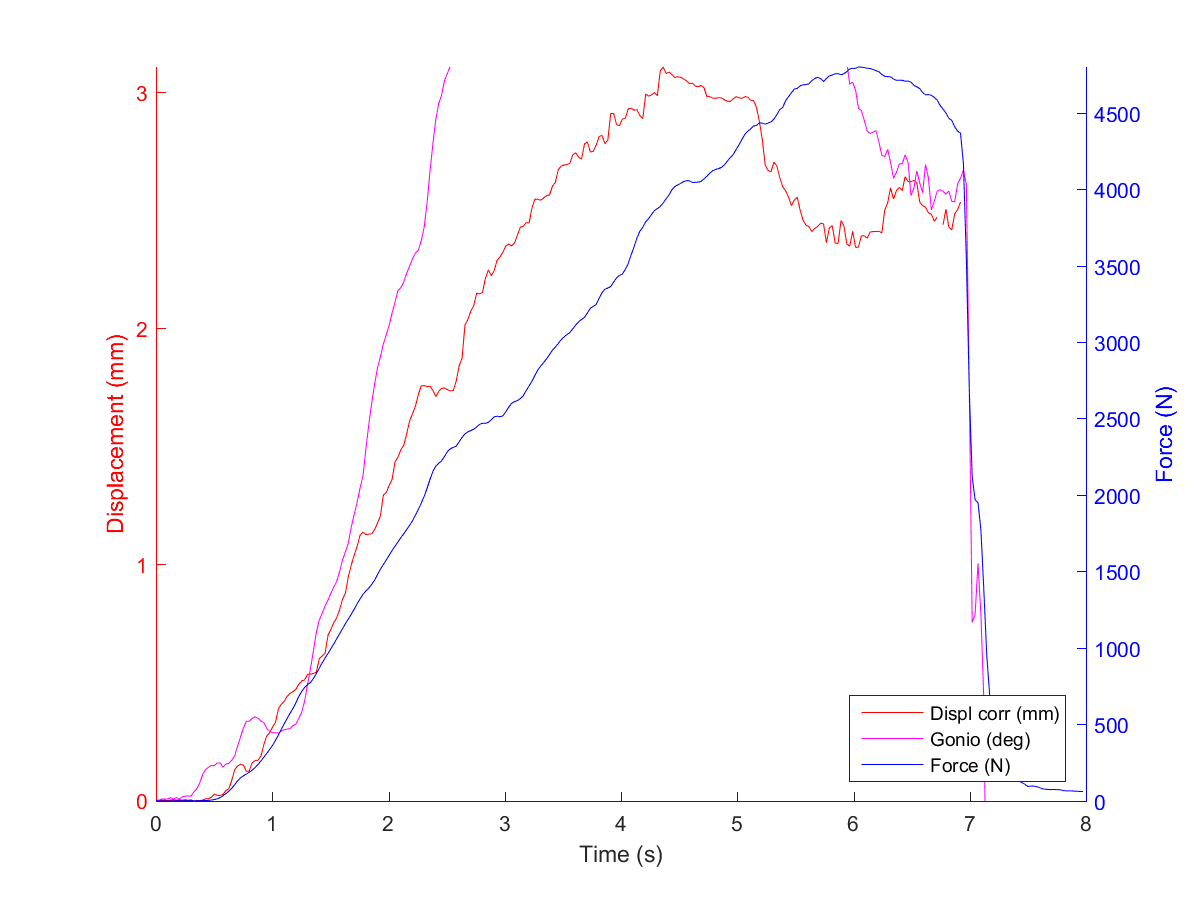 3
2
1
0
Displacement (mm)
4500
4000
3500
3000
2500
2000
1500
1000
500
0
Force (N)
Displ corr (mm)
Gonio (deg)
Force (N)
0 1 2 3 4 5 6 7 8
Time (s)